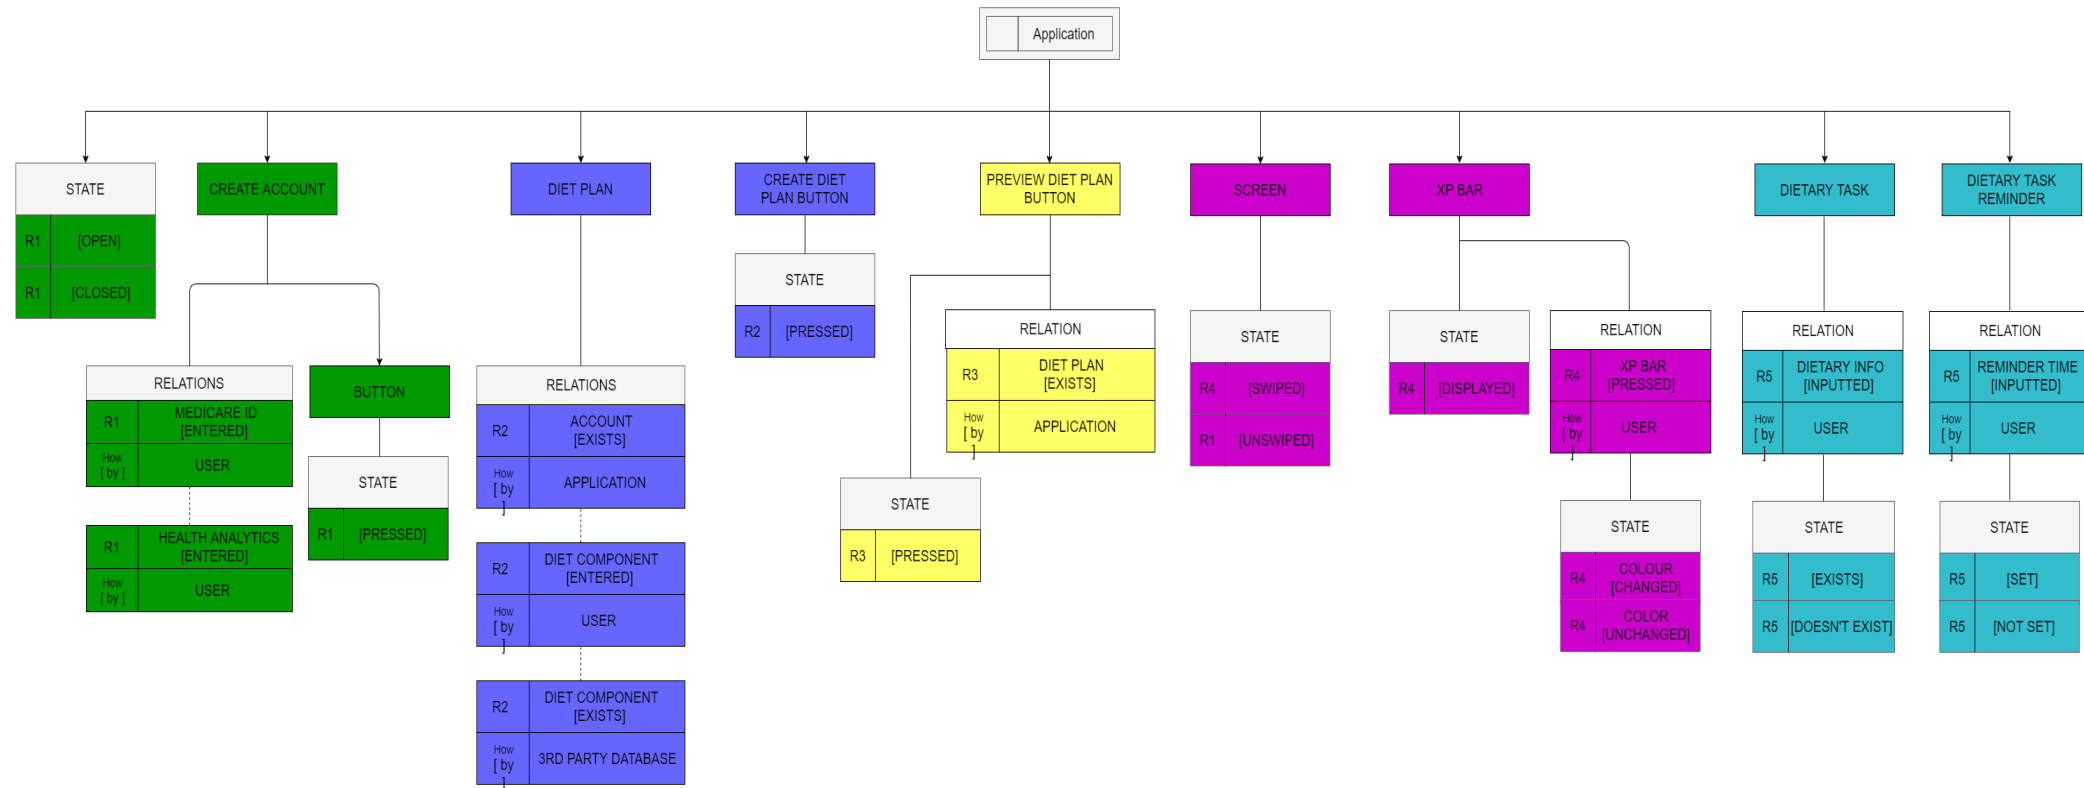 Application
STATE
R1 [OPEN]
R1 [CLOSED]
CREATE ACCOUNT
RELATIONS
R1 MEDICARE ID
[ENTERED]
How
[ by ] USER
R1 HEALTH ANALYTICS
[ENTERED]
How
[ by ] USER
BUTTON
STATE
R1 [PRESSED]
DIET PLAN
RELATIONS
R2 ACCOUNT
[EXISTS]
How
[ by
] APPLICATION
R2 DIET COMPONENT
[ENTERED]
How
[ by
] USER
R2 DIET COMPONENT
[EXISTS]
How
[ by
] 3RD PARTY DATABASE
CREATE DIET
PLAN BUTTON
STATE
R2 [PRESSED]
PREVIEW DIET PLAN
BUTTON
STATE
R3 [PRESSED]
RELATION
R3 DIET PLAN
[EXISTS]
How
[ by
] APPLICATION
SCREEN
STATE
R4 [SWIPED]
R1 [UNSWIPED]
XP BAR
STATE
R4 [DISPLAYED]
RELATION
R4 XP BAR
[PRESSED]
How
[ by
] USER
STATE
R4 COLOUR
[CHANGED]
R4 COLOR
[UNCHANGED]
DIETARY TASK
RELATION
R5 DIETARY INFO
[INPUTTED]
How
[ by
] USER
STATE
R5 [EXISTS]
R5 [DOESN'T EXIST]
DIETARY TASK
REMINDER
RELATION
R5 REMINDER TIME
[INPUTTED]
How
[ by
] USER
STATE
R5 [SET]
R5 [NOT SET]